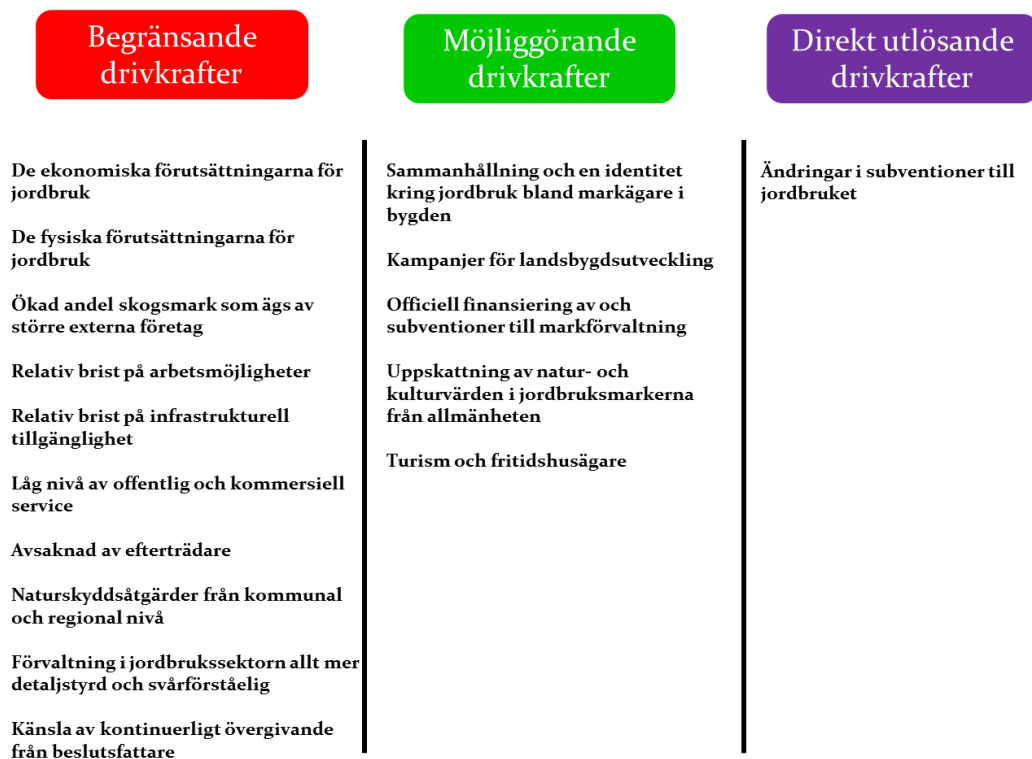 Begränsande
drivkrafter
Möjliggörande
drivkrafter
Direkt utlösande
drivkrafter
De ekonomiska förutsättningarna för
jordbruk
De fysiska förutsättningarna för
jordbruk
Ökad andel skogsmark som ägs av
större externa företag
Relativ brist på arbetsmöjligheter
Relativ brist på infrastrukturell
tillgänglighet
Låg nivå av offentlig och kommersiell
service
Avsaknad av efterträdare
Naturskyddsåtgärder från kommunal
och regional nivå
Förvaltning i jordbrukssektorn allt mer
detaljstyrd och svårförståelig
Känsla av kontinuerligt övergivande
från beslutsfattare
Sammanhållning och en identitet
kring jordbruk bland markägare i
bygden
Kampanjer för landsbygdsutveckling
Officiell finansiering av och
subventioner till markförvaltning
Uppskattning av natur- och
kulturvärden i jordbruksmarkerna
från allmänheten
Turism och fritidshusägare
Ändringar i subventioner till
jordbruket